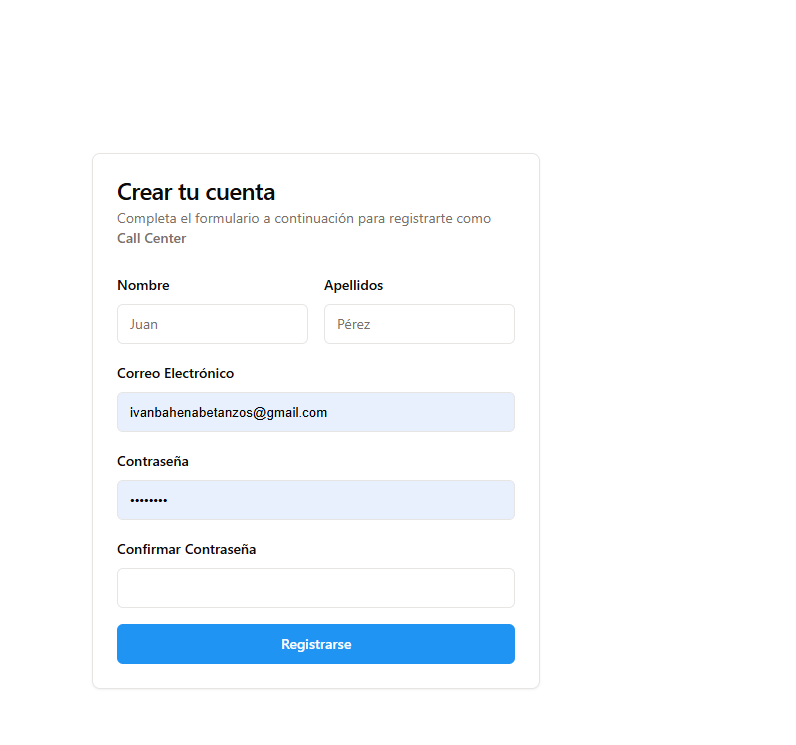 Crear tu cuenta
Completa el formulario a continuación para registrarte como
Call Center
Nombre
Apellidos
Juan
Pérez
Correo Electrónico
ivanbahenabetanzos@gmail.com
Contraseña
••••••••
Confirmar Contraseña
Registrarse